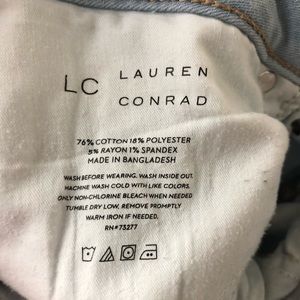 LC LAUREN
CONRAD
76% COTTON 18% POLYESTER
5% RAYON 1% SPANDEX
MADE IN BANGLADESH
WASH BEFORE WEARING. WASH INSIDE OUT.
MACHINE WASH COLD WITH LIKE COLORS.
ONLY NON-CHLORINE BLEACH WHEN NEEDED
TUMBLE DRY LOW, REMOVE PROMPTLY
WARM IRON IF NEEDED.
RN#73277